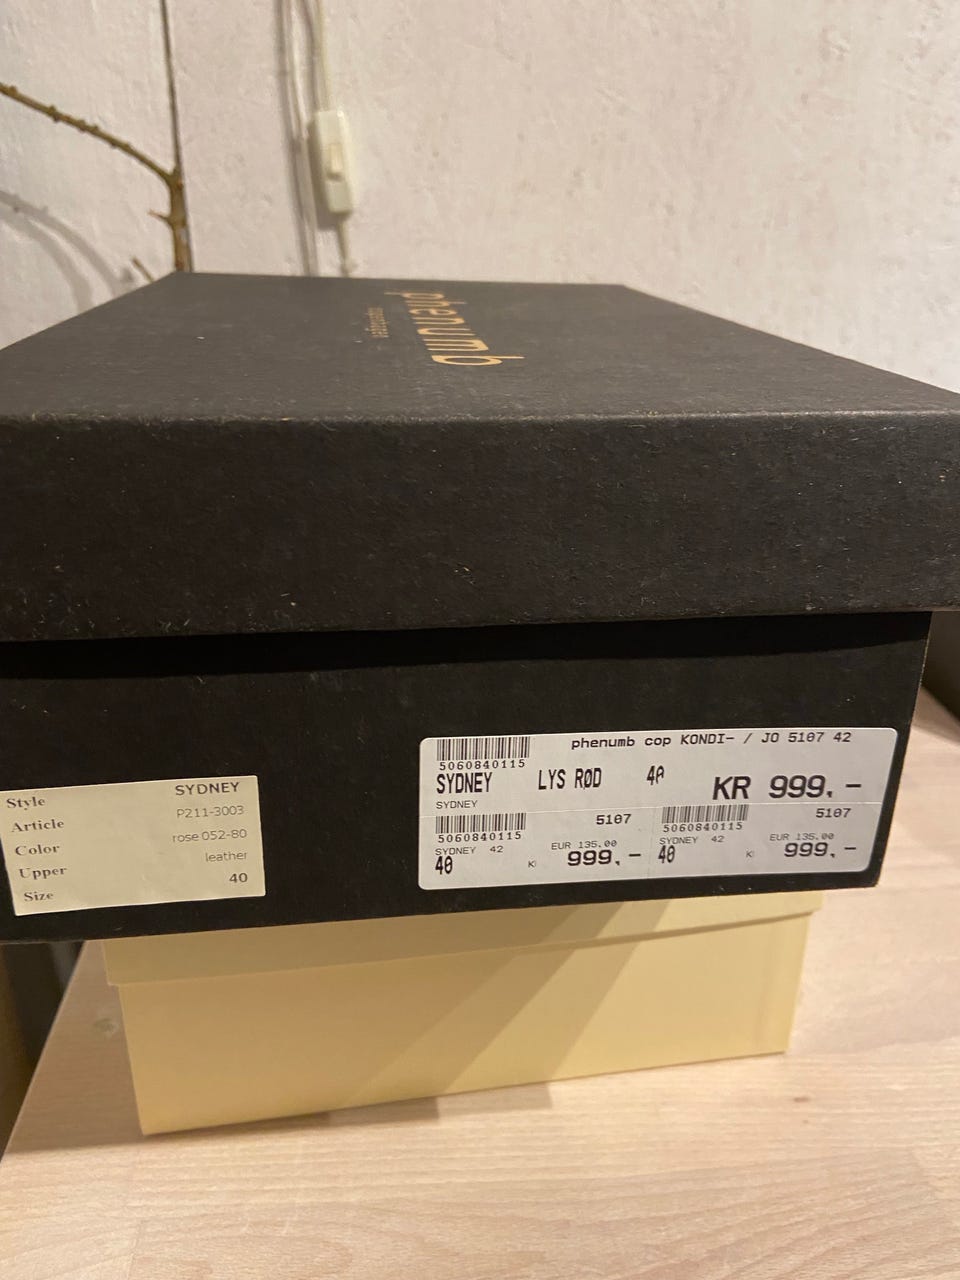 phenumb
Style SYDNEY
Article P211-3003
Color rose 052-80
Upper leather
Size 40
phenumb cop KONDI- / JO 5107 42
5060840115
SYDNEY LYS RØD 40 KR 999,-
SYDNEY
5107 5107
5060840115 5060840115
SYDNEY 42 EUR 135.00 SYDNEY 42 EUR 135.00
40 K 999,- 40 K 999,-